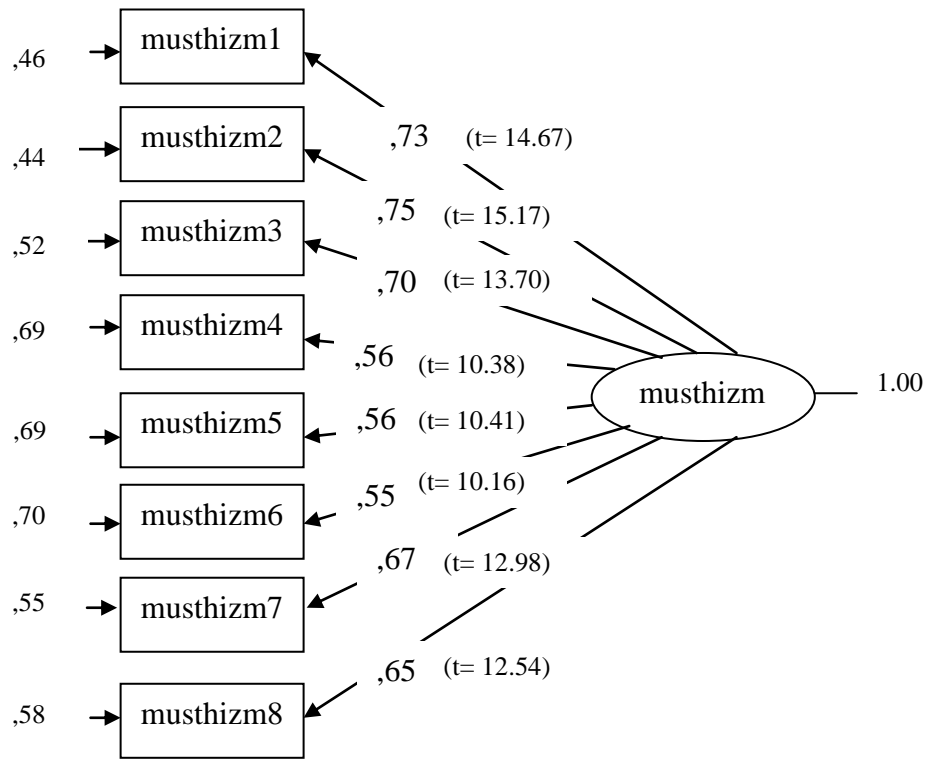 ,46 musthizm1
,73 (t= 14.67)
,44 musthizm2
,75 (t= 15.17)
,52 musthizm3
,70 (t= 13.70)
,69 musthizm4
,56 (t= 10.38)
musthizm 1.00
,69 musthizm5
,56 (t= 10.41)
,70 musthizm6
,55 (t= 10.16)
,55 musthizm7
,67 (t= 12.98)
,58 musthizm8
,65 (t= 12.54)